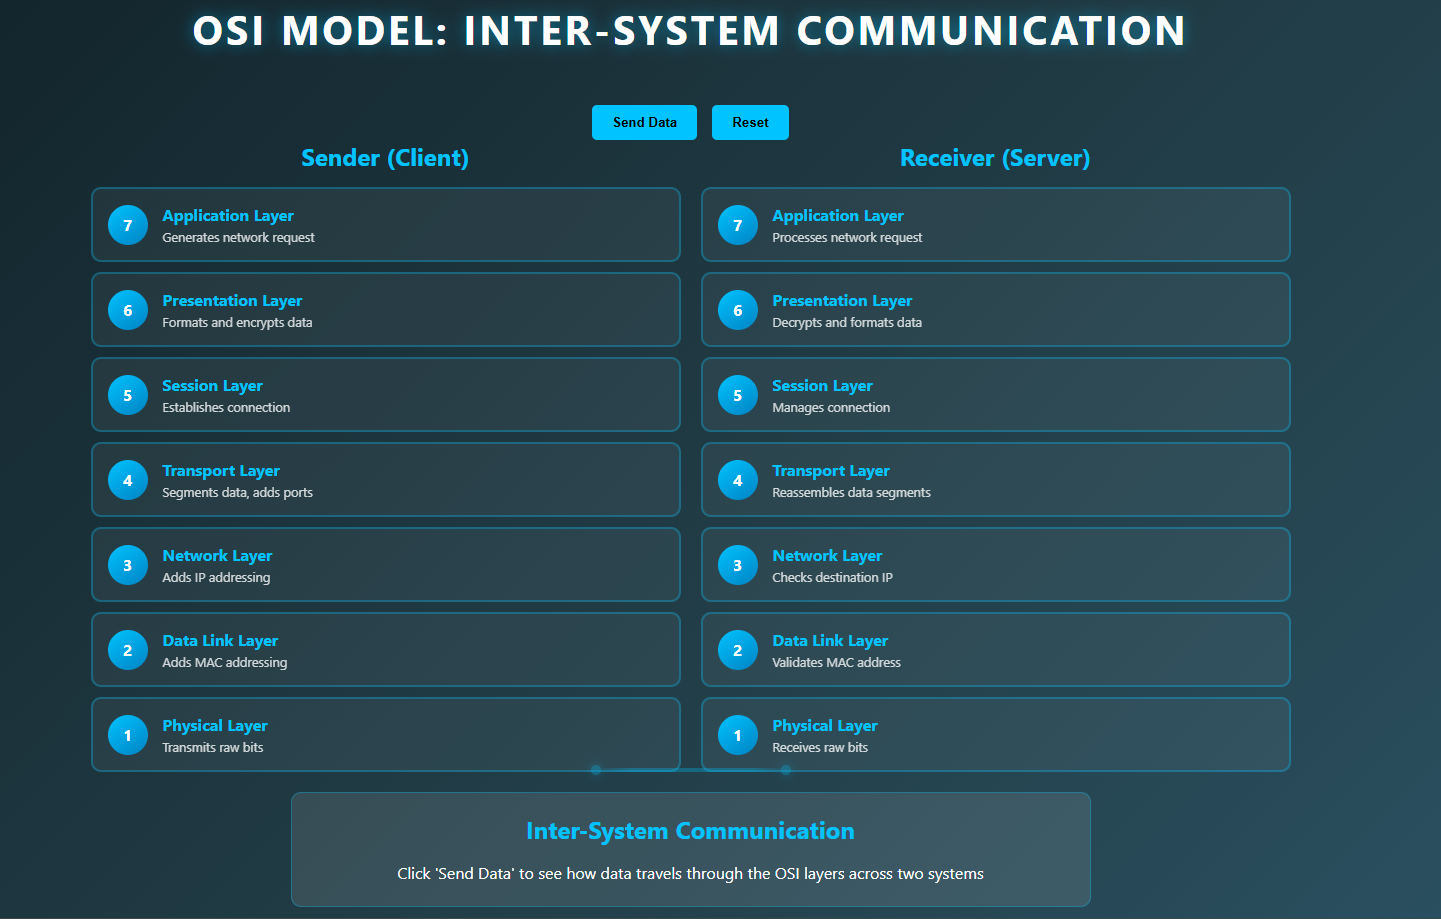 OSI MODEL: INTER-SYSTEM COMMUNICATION
Send Data
Reset
Sender (Client)
7
Application Layer
Generates network request
6
Presentation Layer
Formats and encrypts data
5
Session Layer
Establishes connection
4
Transport Layer
Segments data, adds ports
3
Network Layer
Adds IP addressing
2
Data Link Layer
Adds MAC addressing
1
Physical Layer
Transmits raw bits
Receiver (Server)
7
Application Layer
Processes network request
6
Presentation Layer
Decrypts and formats data
5
Session Layer
Manages connection
4
Transport Layer
Reassembles data segments
3
Network Layer
Checks destination IP
2
Data Link Layer
Validates MAC address
1
Physical Layer
Receives raw bits
Inter-System Communication
Click 'Send Data' to see how data travels through the OSI layers across two systems